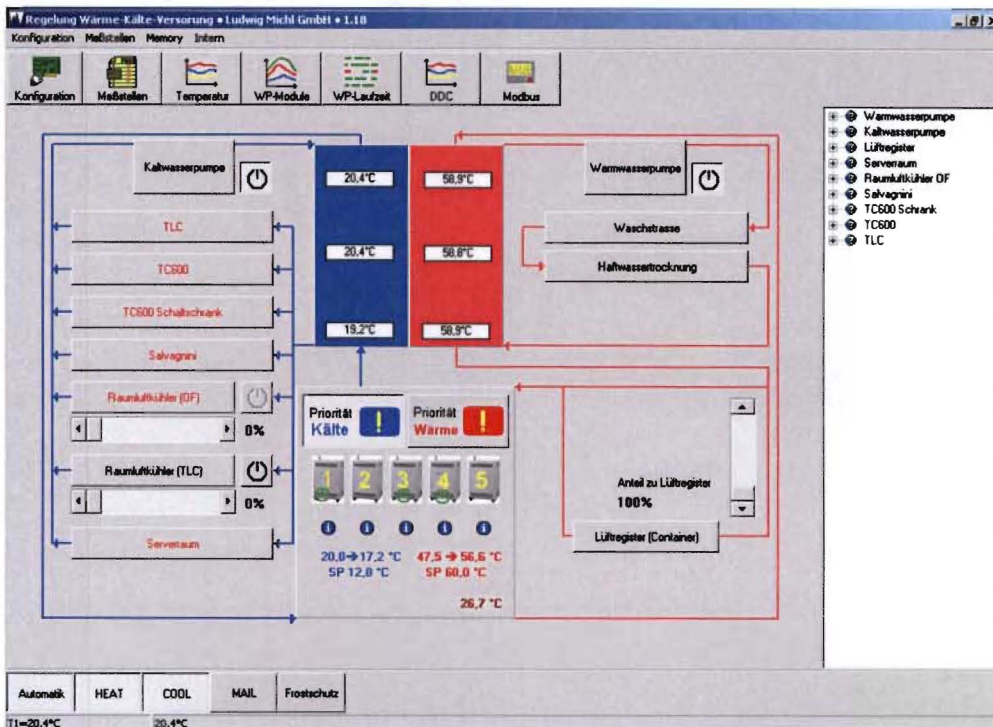 Regelung Wärme-Kälte-Versorung • Ludwig Michl GmbH • 1.18
Konfiguration Meßstellen Memory Intern
Konfiguration Meßstellen Temperatur WP-Module WP-Laufzeit DDC Modbus
Warmwasserpumpe
Kaltwasserpumpe
Lüftregister
Serverraum
Raumluftkühler OF
Salvagnini
TC600 Schrank
TC600
TLC
Kaltwasserpumpe
20,4°C
58,9°C
Warmwasserpumpe
TLC
Waschstrasse
TC600
20,4°C
58,8°C
Haftwassertrocknung
TC600 Schaltschrank
19,2°C
58,9°C
Salvagnini
Raumluftkühler (OF)
0%
Priorität
Kälte
Priorität
Wärme
Raumluftkühler (TLC)
0%
1 2 3 4 5
Anteil zu Lüftregister
100%
Serverraum
Lüftregister (Container)
20,0→17,2 °C 47,5→56,6 °C
SP 12,0 °C SP 60,0 °C
26,7 °C
Automatik HEAT COOL MAIL Frostschutz
T1=20,4°C 20,4°C